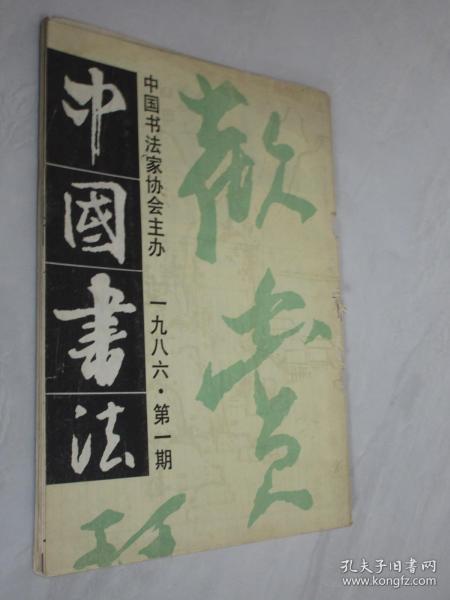 中國書法
中国书法家协会主办
一九八六·第一期
孔夫子旧书网
www.kongfz.com